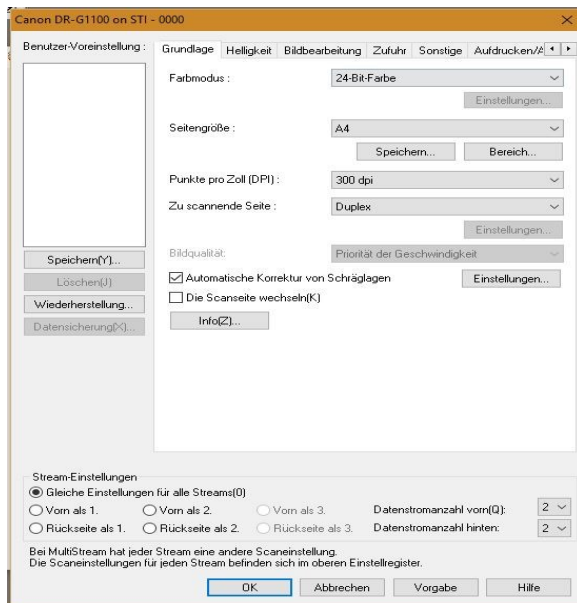 Canon DR-G1100 on STI - 0000
Benutzer-Voreinstellung :
Grundlage Helligkeit Bildbearbeitung Zufuhr Sonstige Aufdrucken/A
Farbmodus : 24-Bit-Farbe
Einstellungen...
Seitengröße : A4
Speichern... Bereich...
Punkte pro Zoll (DPI) : 300 dpi
Zu scannende Seite : Duplex
Einstellungen...
Bildqualität: Priorität der Geschwindigkeit
Automatische Korrektur von Schräglagen Einstellungen...
Die Scanseite wechseln(K)
Info(Z)...
Speichern(Y)...
Löschen(J)
Wiederherstellung...
Datensicherung(X)...
Stream-Einstellungen
Gleiche Einstellungen für alle Streams(0)
Vorn als 1. Vorn als 2. Vorn als 3. Datenstromanzahl vorn(Q): 2
Rückseite als 1. Rückseite als 2. Rückseite als 3. Datenstromanzahl hinten: 2
Bei MultiStream hat jeder Stream eine andere Scaneinstellung.
Die Scaneinstellungen für jeden Stream befinden sich im oberen Einstellregister.
OK Abbrechen Vorgabe Hilfe